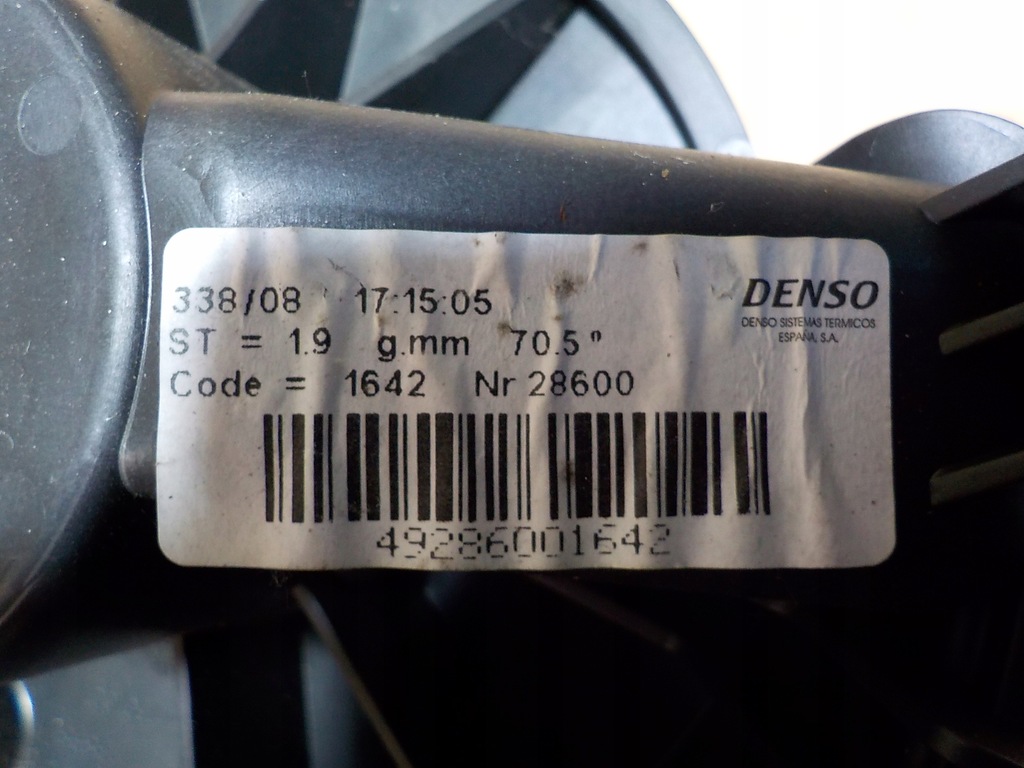 338/08 17:15:05
ST = 1.9 g.mm 70.5"
Code = 1642 Nr 28600
DENSO
DENSO SISTEMAS TERMICOS
ESPAÑA, S.A.
49286001642